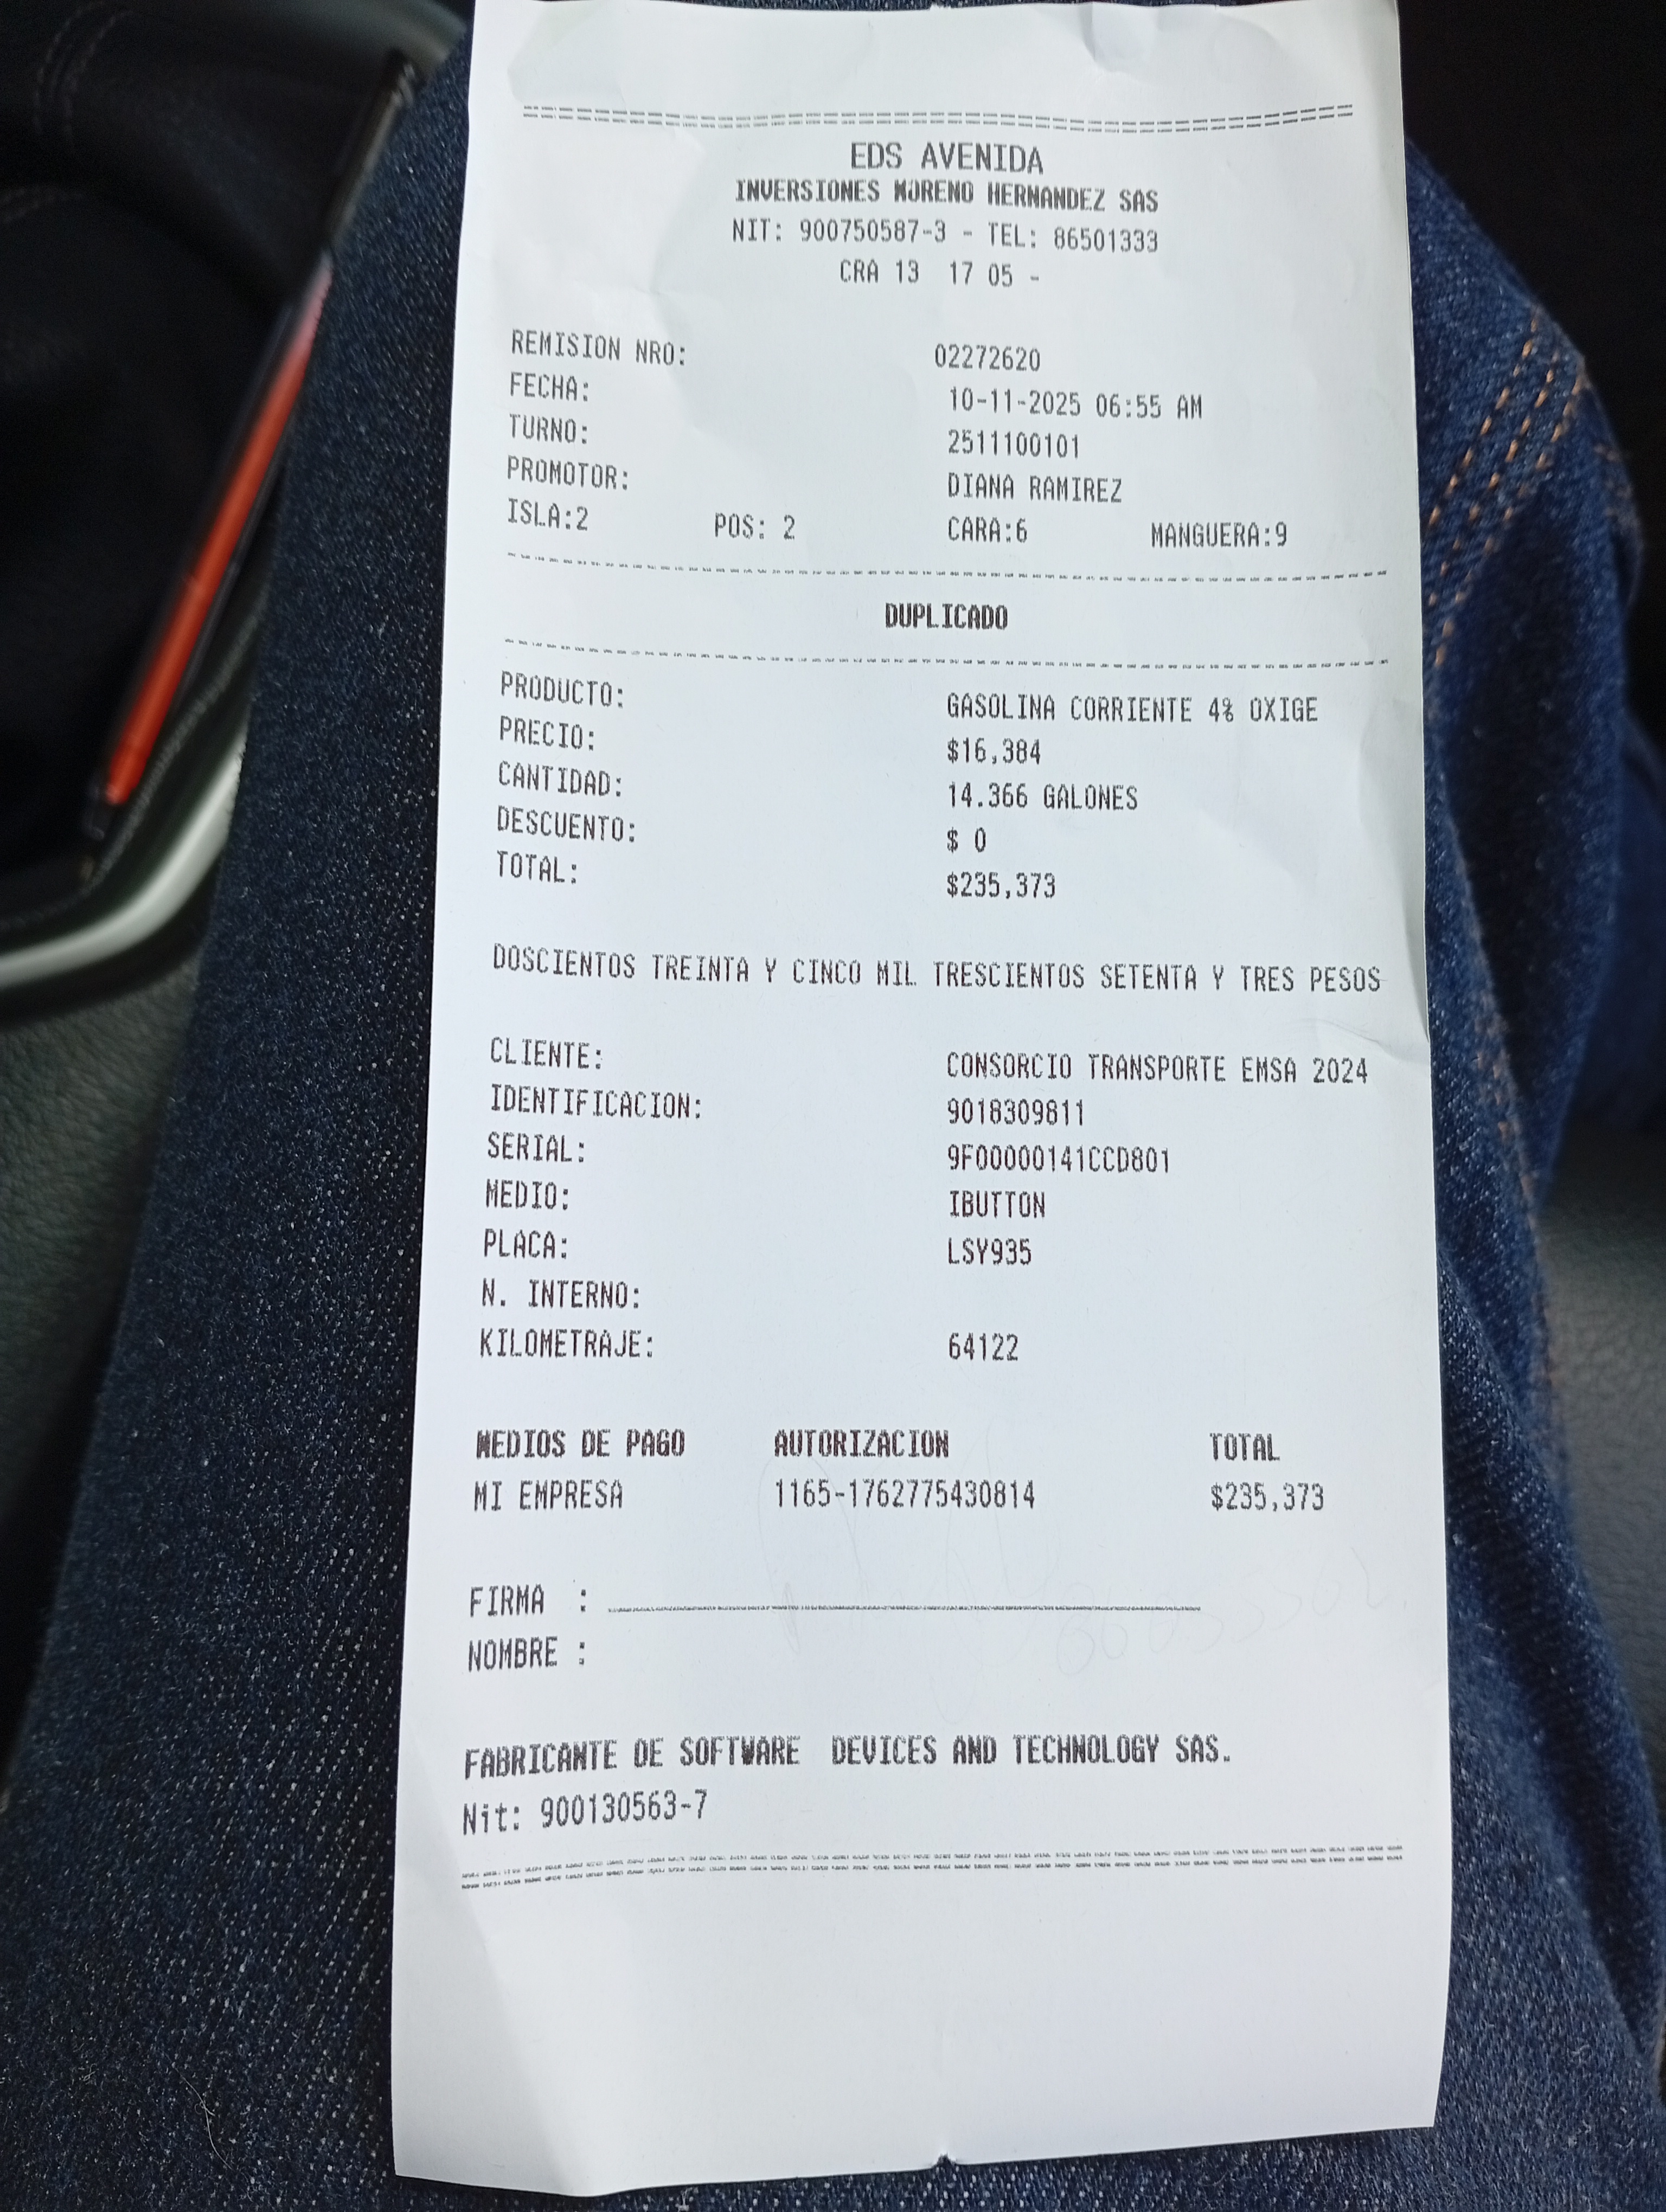 EDS AVENIDA
INVERSIONES MORENO HERNANDEZ SAS
NIT: 900750587-3 - TEL: 86501333
CRA 13 17 05 -
REMISION NRO: 02272620
FECHA: 10-11-2025 06:55 AM
TURNO: 2511100101
PROMOTOR: DIANA RAMIREZ
ISLA:2 POS: 2 CARA:6 MANGUERA:9
DUPLICADO
PRODUCTO: GASOLINA CORRIENTE 4% OXIGE
PRECIO: $16,384
CANTIDAD: 14.366 GALONES
DESCUENTO: $ 0
TOTAL: $235,373
DOSCIENTOS TREINTA Y CINCO MIL TRESCIENTOS SETENTA Y TRES PESOS
CLIENTE: CONSORCIO TRANSPORTE EMSA 2024
IDENTIFICACION: 9018309811
SERIAL: 9F00000141CCD801
MEDIO: IBUTTON
PLACA: LSY935
N. INTERNO:
KILOMETRAJE: 64122
MEDIOS DE PAGO AUTORIZACION TOTAL
MI EMPRESA 1165-1762775430814 $235,373
FIRMA :
NOMBRE :
FABRICANTE DE SOFTWARE DEVICES AND TECHNOLOGY SAS.
Nit: 900130563-7